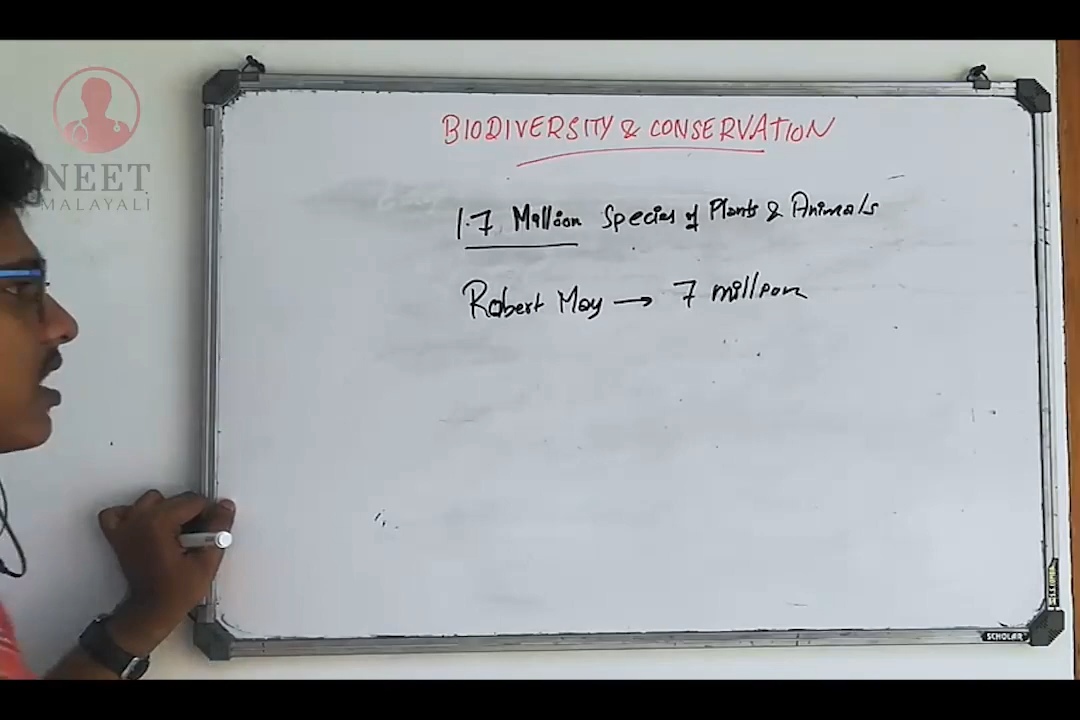 NEET
MALAYALI
BIODIVERSITY & CONSERVATION
1.7 Million Species of Plants & Animals
Robert May → 7 million
SCHOLAR